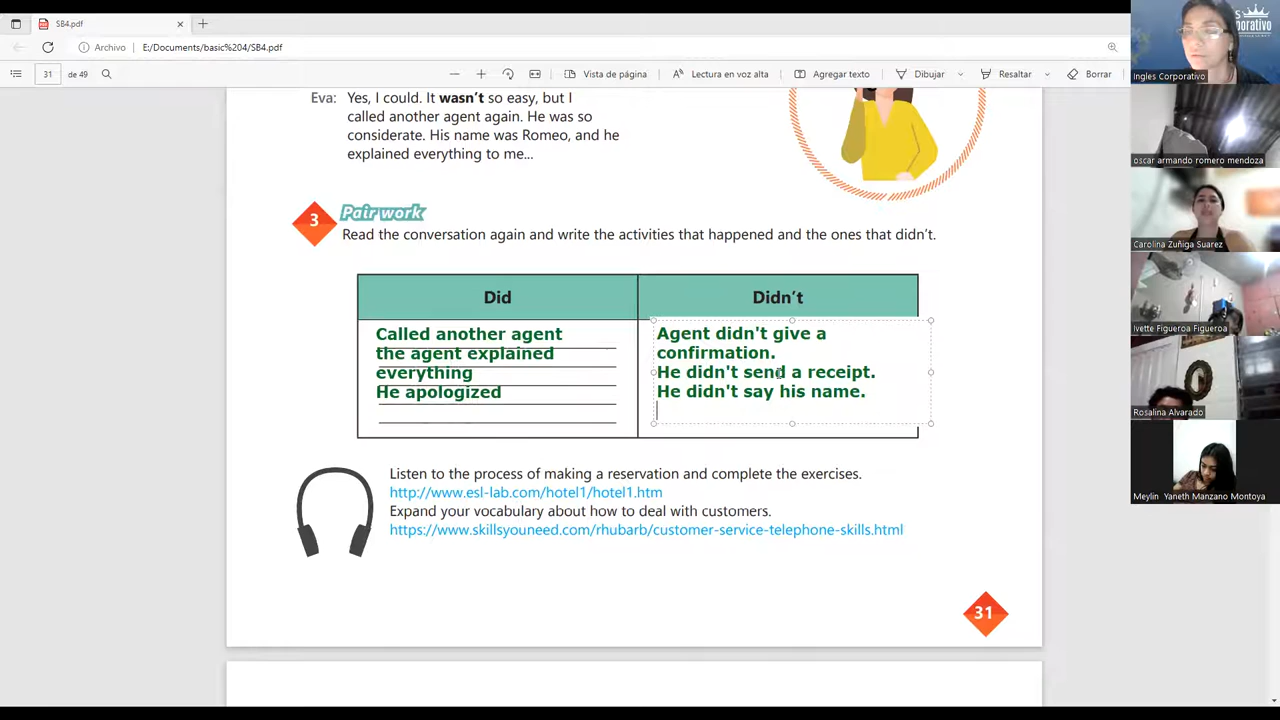 SB4.pdf
Archivo
E:/Documents/basic%204/SB4.pdf
31
de 49
Vista de página
Lectura en voz alta
Agregar texto
Dibujar
Resaltar
Borrar
Eva: Yes, I could. It wasn't so easy, but I
called another agent again. He was so
considerate. His name was Romeo, and he
explained everything to me...
3
Pair work
Read the conversation again and write the activities that happened and the ones that didn't.
Did
Didn't
Called another agent
the agent explained
everything
He apologized
Agent didn't give a
confirmation.
He didn't send a receipt.
He didn't say his name.
Listen to the process of making a reservation and complete the exercises.
http://www.esl-lab.com/hotel1/hotel1.htm
Expand your vocabulary about how to deal with customers.
https://www.skillsyouneed.com/rhubarb/customer-service-telephone-skills.html
31
Ingles Corporativo
oscar armando romero mendoza
Carolina Zuñiga Suarez
Ivette Figueroa Figueroa
Rosalina Alvarado
Meylin Yaneth Manzano Montoya